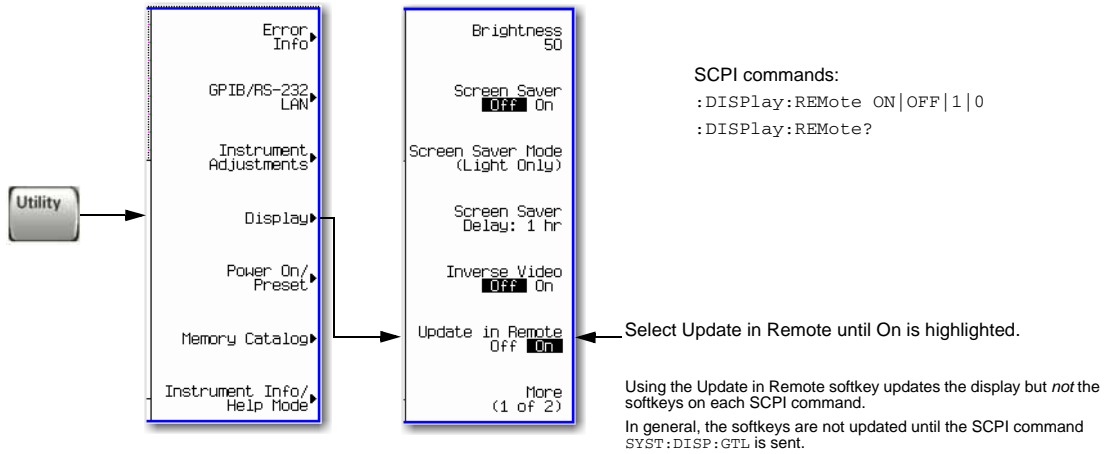 Utility
Error
Info
GPIB/RS-232
LAN
Instrument
Adjustments
Display
Power On/
Preset
Memory Catalog
Instrument Info/
Help Mode
Brightness
50
Screen Saver
Off On
Screen Saver Mode
(Light Only)
Screen Saver
Delay: 1 hr
Inverse Video
Off On
Update in Remote
Off On
More
(1 of 2)
SCPI commands:
:DISPlay:REMote ON|OFF|1|0
:DISPlay:REMote?
Select Update in Remote until On is highlighted.
Using the Update in Remote softkey updates the display but not the
softkeys on each SCPI command.
In general, the softkeys are not updated until the SCPI command
SYST:DISP:GTL is sent.